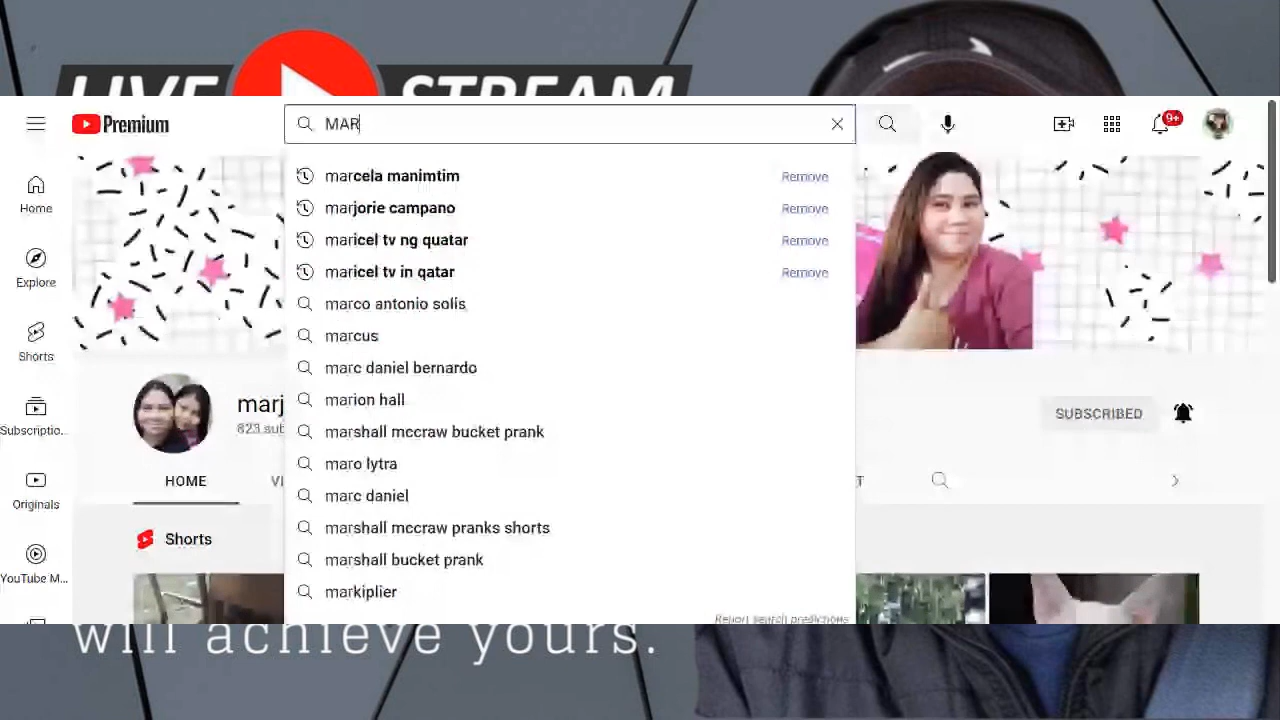 LIVE STREAM
Premium
MAR
9+
marcela manimtim Remove
marjorie campano Remove
maricel tv ng quatar Remove
maricel tv in qatar Remove
marco antonio solis
marcus
marc daniel bernardo
marion hall
marshall mccraw bucket prank
maro lytra
marc daniel
marshall mccraw pranks shorts
marshall bucket prank
markiplier
Report search predictions
Home
Explore
Shorts
Subscriptio...
Originals
YouTube M...
marj
823 sub
SUBSCRIBED
HOME
VI
T
Shorts
will achieve yours.